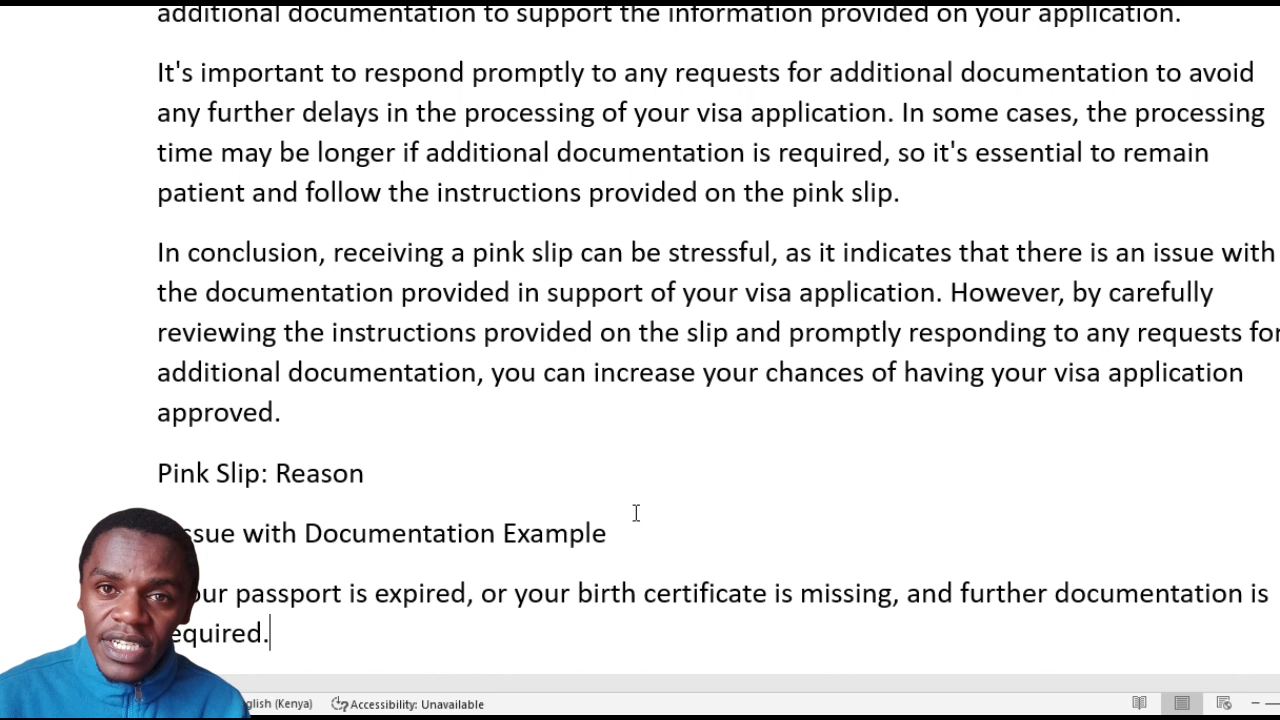 additional documentation to support the information provided on your application.
It's important to respond promptly to any requests for additional documentation to avoid
any further delays in the processing of your visa application. In some cases, the processing
time may be longer if additional documentation is required, so it's essential to remain
patient and follow the instructions provided on the pink slip.
In conclusion, receiving a pink slip can be stressful, as it indicates that there is an issue with
the documentation provided in support of your visa application. However, by carefully
reviewing the instructions provided on the slip and promptly responding to any requests for
additional documentation, you can increase your chances of having your visa application
approved.
Pink Slip: Reason
ssue with Documentation Example
our passport is expired, or your birth certificate is missing, and further documentation is
equired.
glish (Kenya) Accessibility: Unavailable